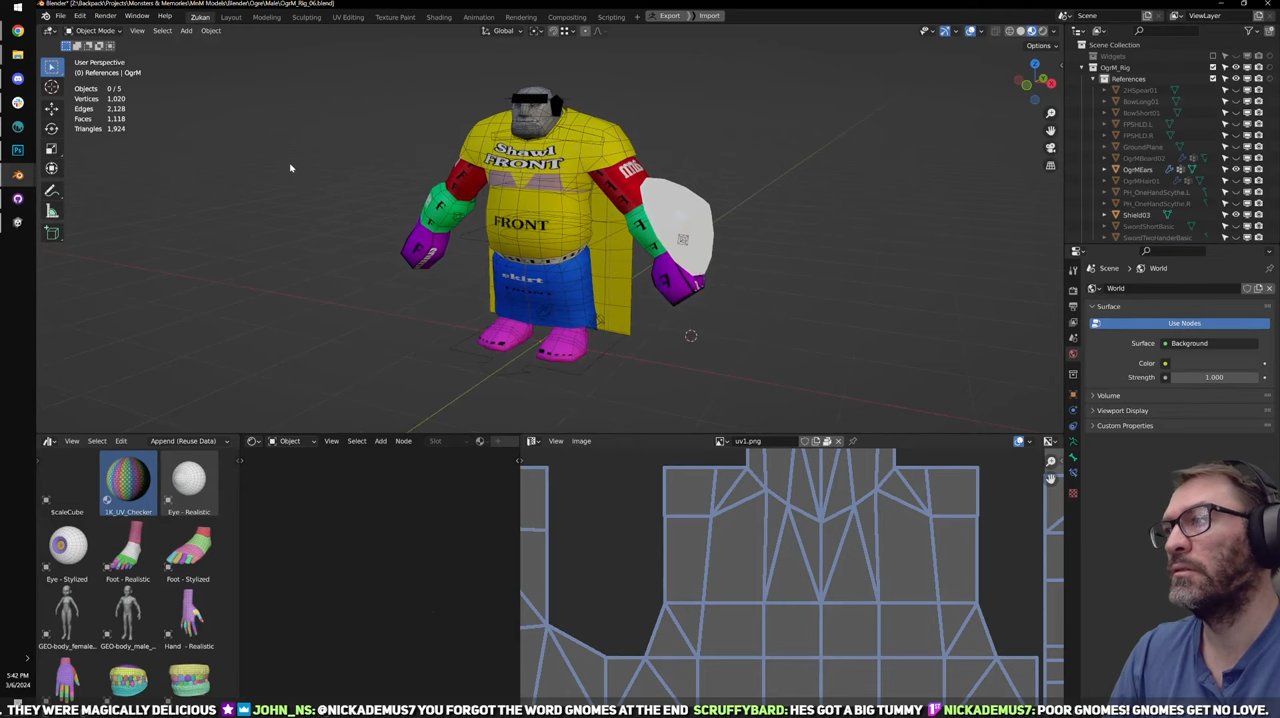 Blender* [Z:\Backpack\Projects\Monsters & Memories\MnM Models\Blender\Ogre\Male\OgrM_Rig_06.blend]
File Edit Render Window Help Zukan Layout Modeling Sculpting UV Editing Texture Paint Shading Animation Rendering Compositing Geometry Nodes Scripting Export Import Scene ViewLayer
Object Mode View Select Add Object Global
Options
User Perspective
(0) References | OgrM
Objects 0 / 5
Vertices 1,020
Edges 2,128
Faces 1,118
Triangles 1,924
Shawl
FRONT
FRONT
skirt
FRONT
Scene Collection
Widgets
OgrM_Rig
References
2HSpear01
BowLong01
BowShort01
FPSHLD.L
FPSHLD.R
GroundPlane
OgrMBoard02
OgrMEars
OgrMHair01
PH_OneHandScythe.L
PH_OneHandScythe.R
Shield03
SwordShortBasic
SwordTwoHanderBasic
Scene World
World
Surface
Use Nodes
Surface Background
Color
Strength 1.000
Volume
Viewport Display
Custom Properties
View Select Edit Append (Reuse Data) Object View Select Add Node Slot View Image uv1.png
$caleCube 1K_UV_Checker Eye - Realistic
Eye - Stylized Foot - Realistic Foot - Stylized
GEO-body_female... GEO-body_male_... Hand - Realistic
5:42 PM
3/6/2024
. THEY WERE MAGICALLY DELICIOUS JOHN_NS: @NICKADEMUS7 YOU FORGOT THE WORD GNOMES AT THE END SCRUFFYBARD: HES GOT A BIG TUMMY 1ST NICKADEMUS7: POOR GNOMES! GNOMES GET NO LOVE.